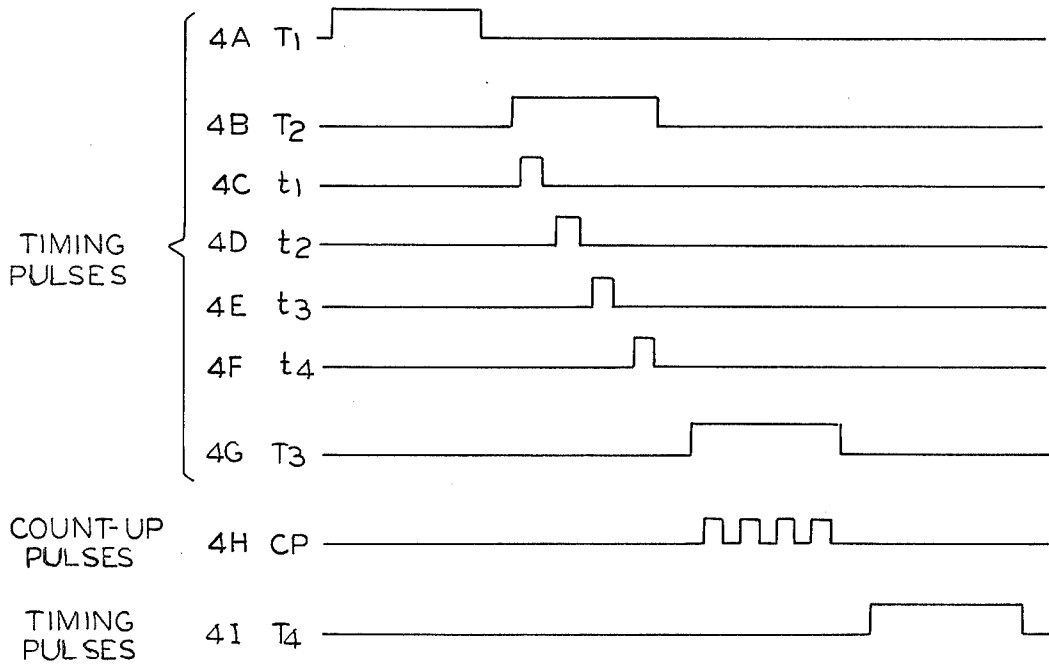 4A T1
4B T2
4C t1
TIMING
PULSES
4D t2
4E t3
4F t4
4G T3
COUNT-UP
PULSES
4H CP
TIMING
PULSES
4I T4